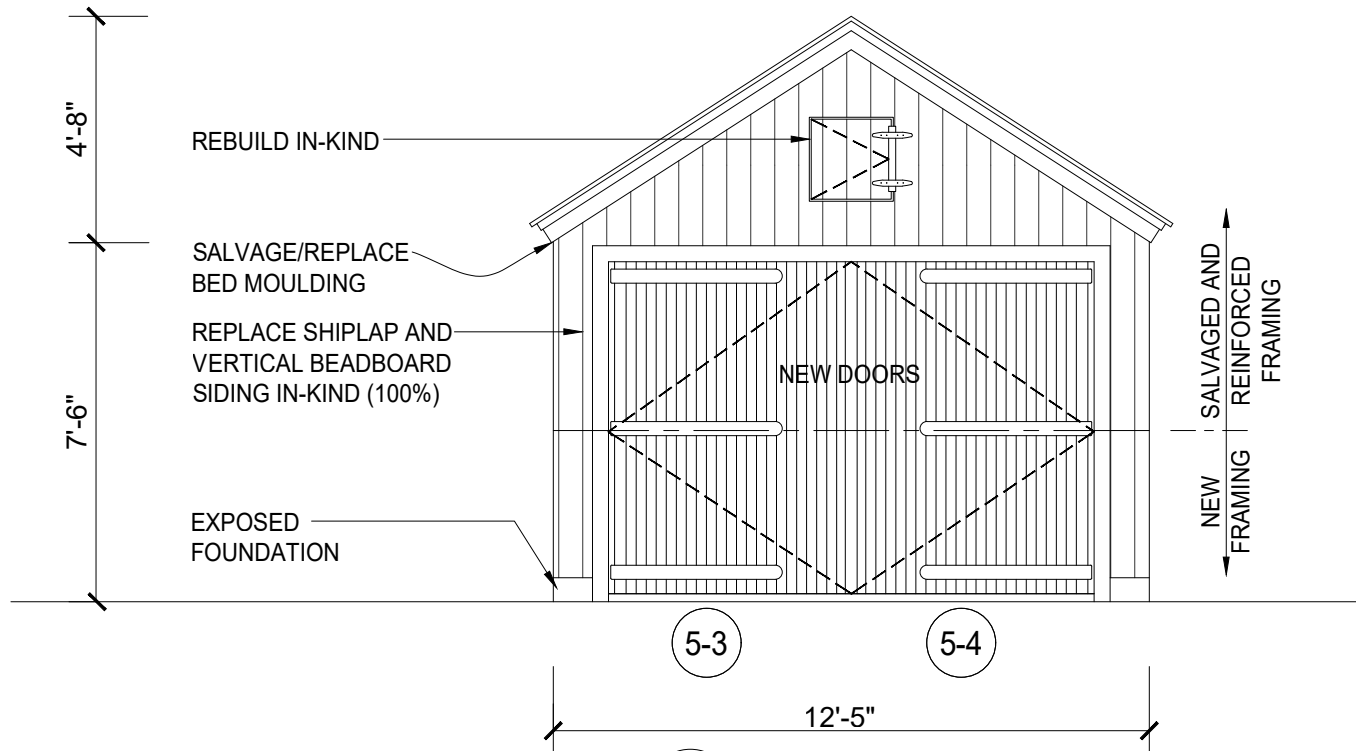 4'-8"
REBUILD IN-KIND
SALVAGE/REPLACE
BED MOULDING
REPLACE SHIPLAP AND
VERTICAL BEADBOARD
SIDING IN-KIND (100%)
7'-6"
EXPOSED
FOUNDATION
NEW DOORS
SALVAGED AND
REINFORCED
FRAMING
NEW
FRAMING
5-3
5-4
12'-5"